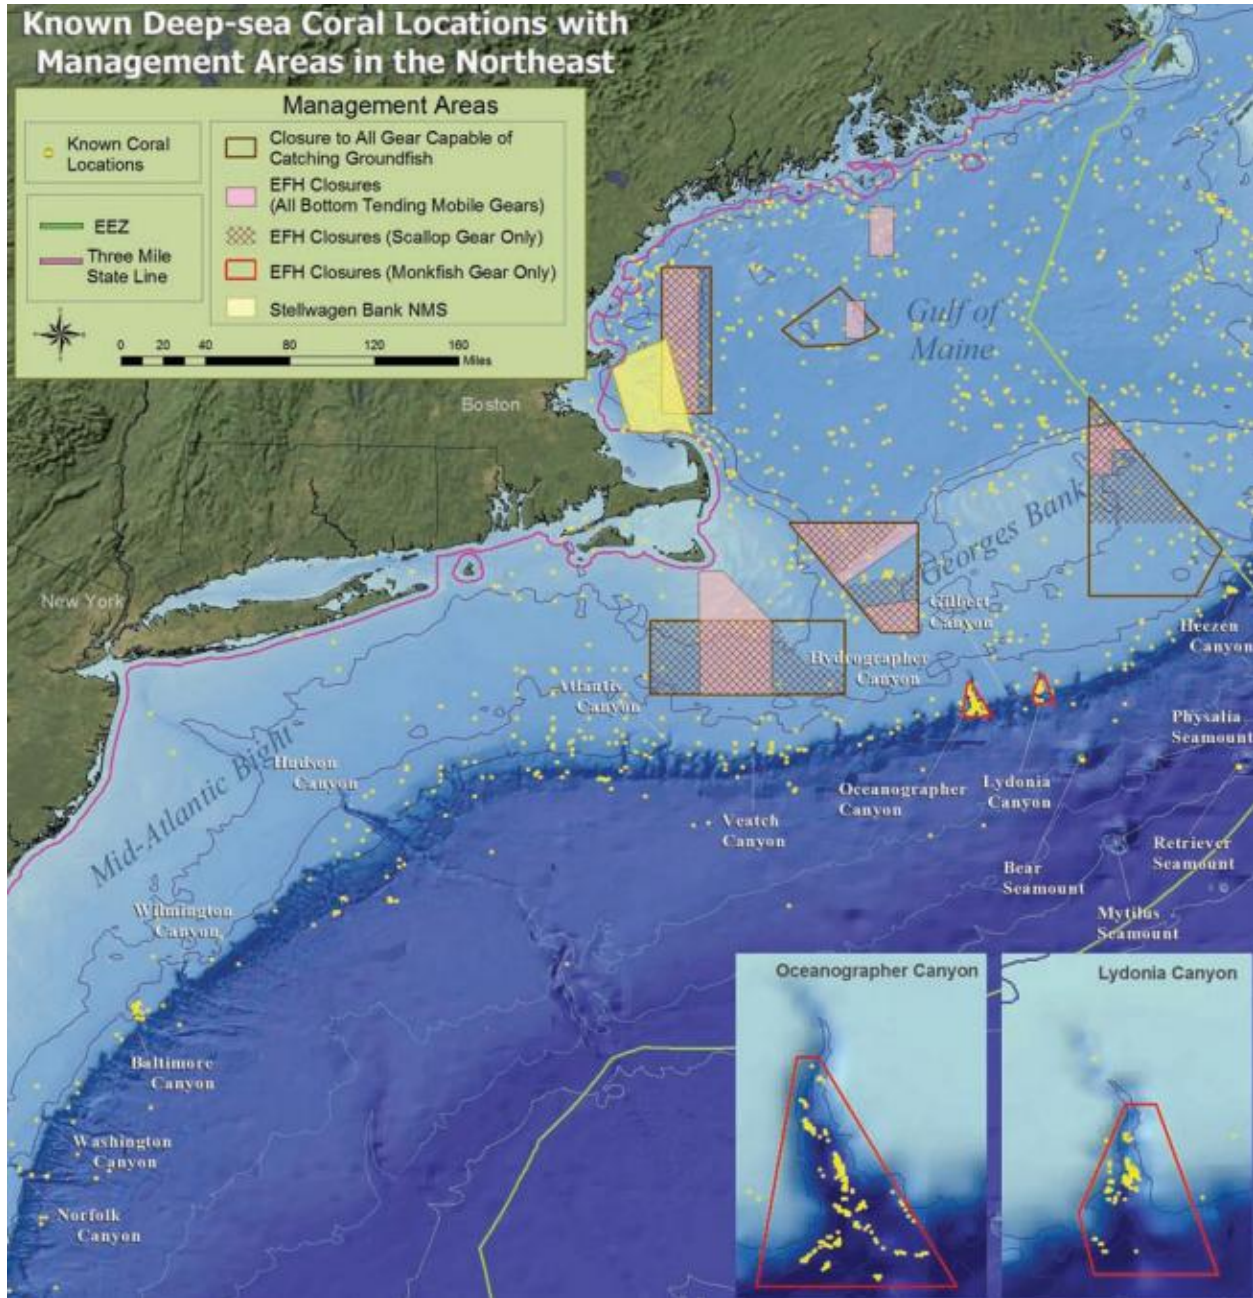 Known Deep-sea Coral Locations with
Management Areas in the Northeast
Management Areas
Known Coral
Locations
EEZ
Three Mile
State Line
Closure to All Gear Capable of
Catching Groundfish
EFH Closures
(All Bottom Tending Mobile Gears)
EFH Closures (Scallop Gear Only)
EFH Closures (Monkfish Gear Only)
Stellwagen Bank NMS
0 20 40 80 120 160
Miles
Gulf of
Maine
Boston
Georges Bank
New York
Gilbert
Canyon
Heezen
Canyon
Hydrographer
Canyon
Atlantis
Canyon
Physalia
Seamount
Mid-Atlantic Bight
Hudson
Canyon
Oceanographer
Canyon
Lydonia
Canyon
Veatch
Canyon
Retriever
Seamount
Bear
Seamount
Mytilus
Seamount
Wilmington
Canyon
Oceanographer Canyon
Lydonia Canyon
Baltimore
Canyon
Washington
Canyon
Norfolk
Canyon